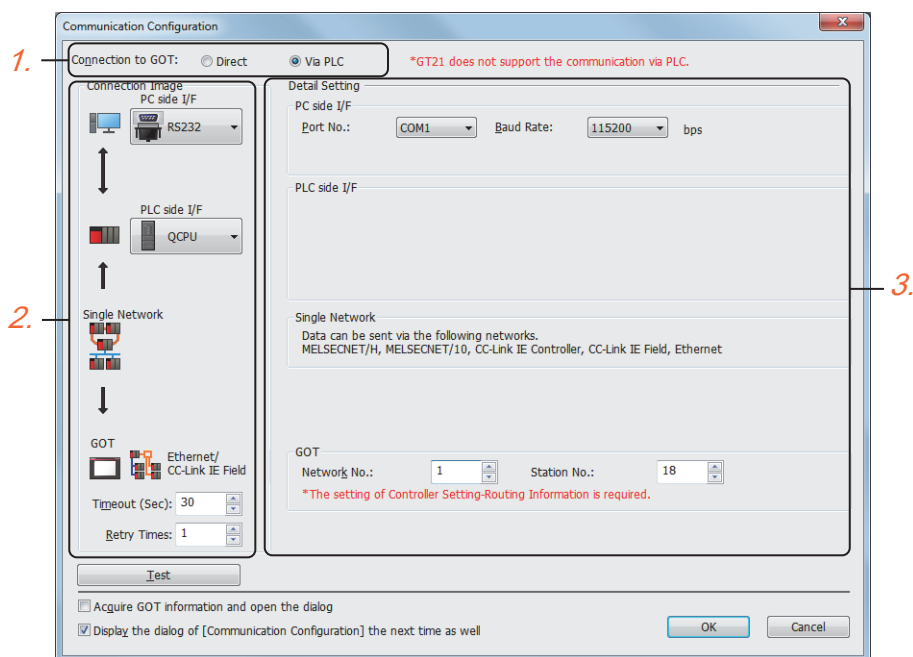 Communication Configuration
1.
Connection to GOT: Direct Via PLC *GT21 does not support the communication via PLC.
2.
Connection Image
PC side I/F
RS232
PLC side I/F
QCPU
Single Network
GOT
Ethernet/
CC-Link IE Field
Timeout (Sec): 30
Retry Times: 1
3.
Detail Setting
PC side I/F
Port No.: COM1 Baud Rate: 115200 bps
PLC side I/F
Single Network
Data can be sent via the following networks.
MELSECNET/H, MELSECNET/10, CC-Link IE Controller, CC-Link IE Field, Ethernet
GOT
Network No.: 1 Station No.: 18
*The setting of Controller Setting-Routing Information is required.
Test
Acquire GOT information and open the dialog
Display the dialog of [Communication Configuration] the next time as well
OK Cancel